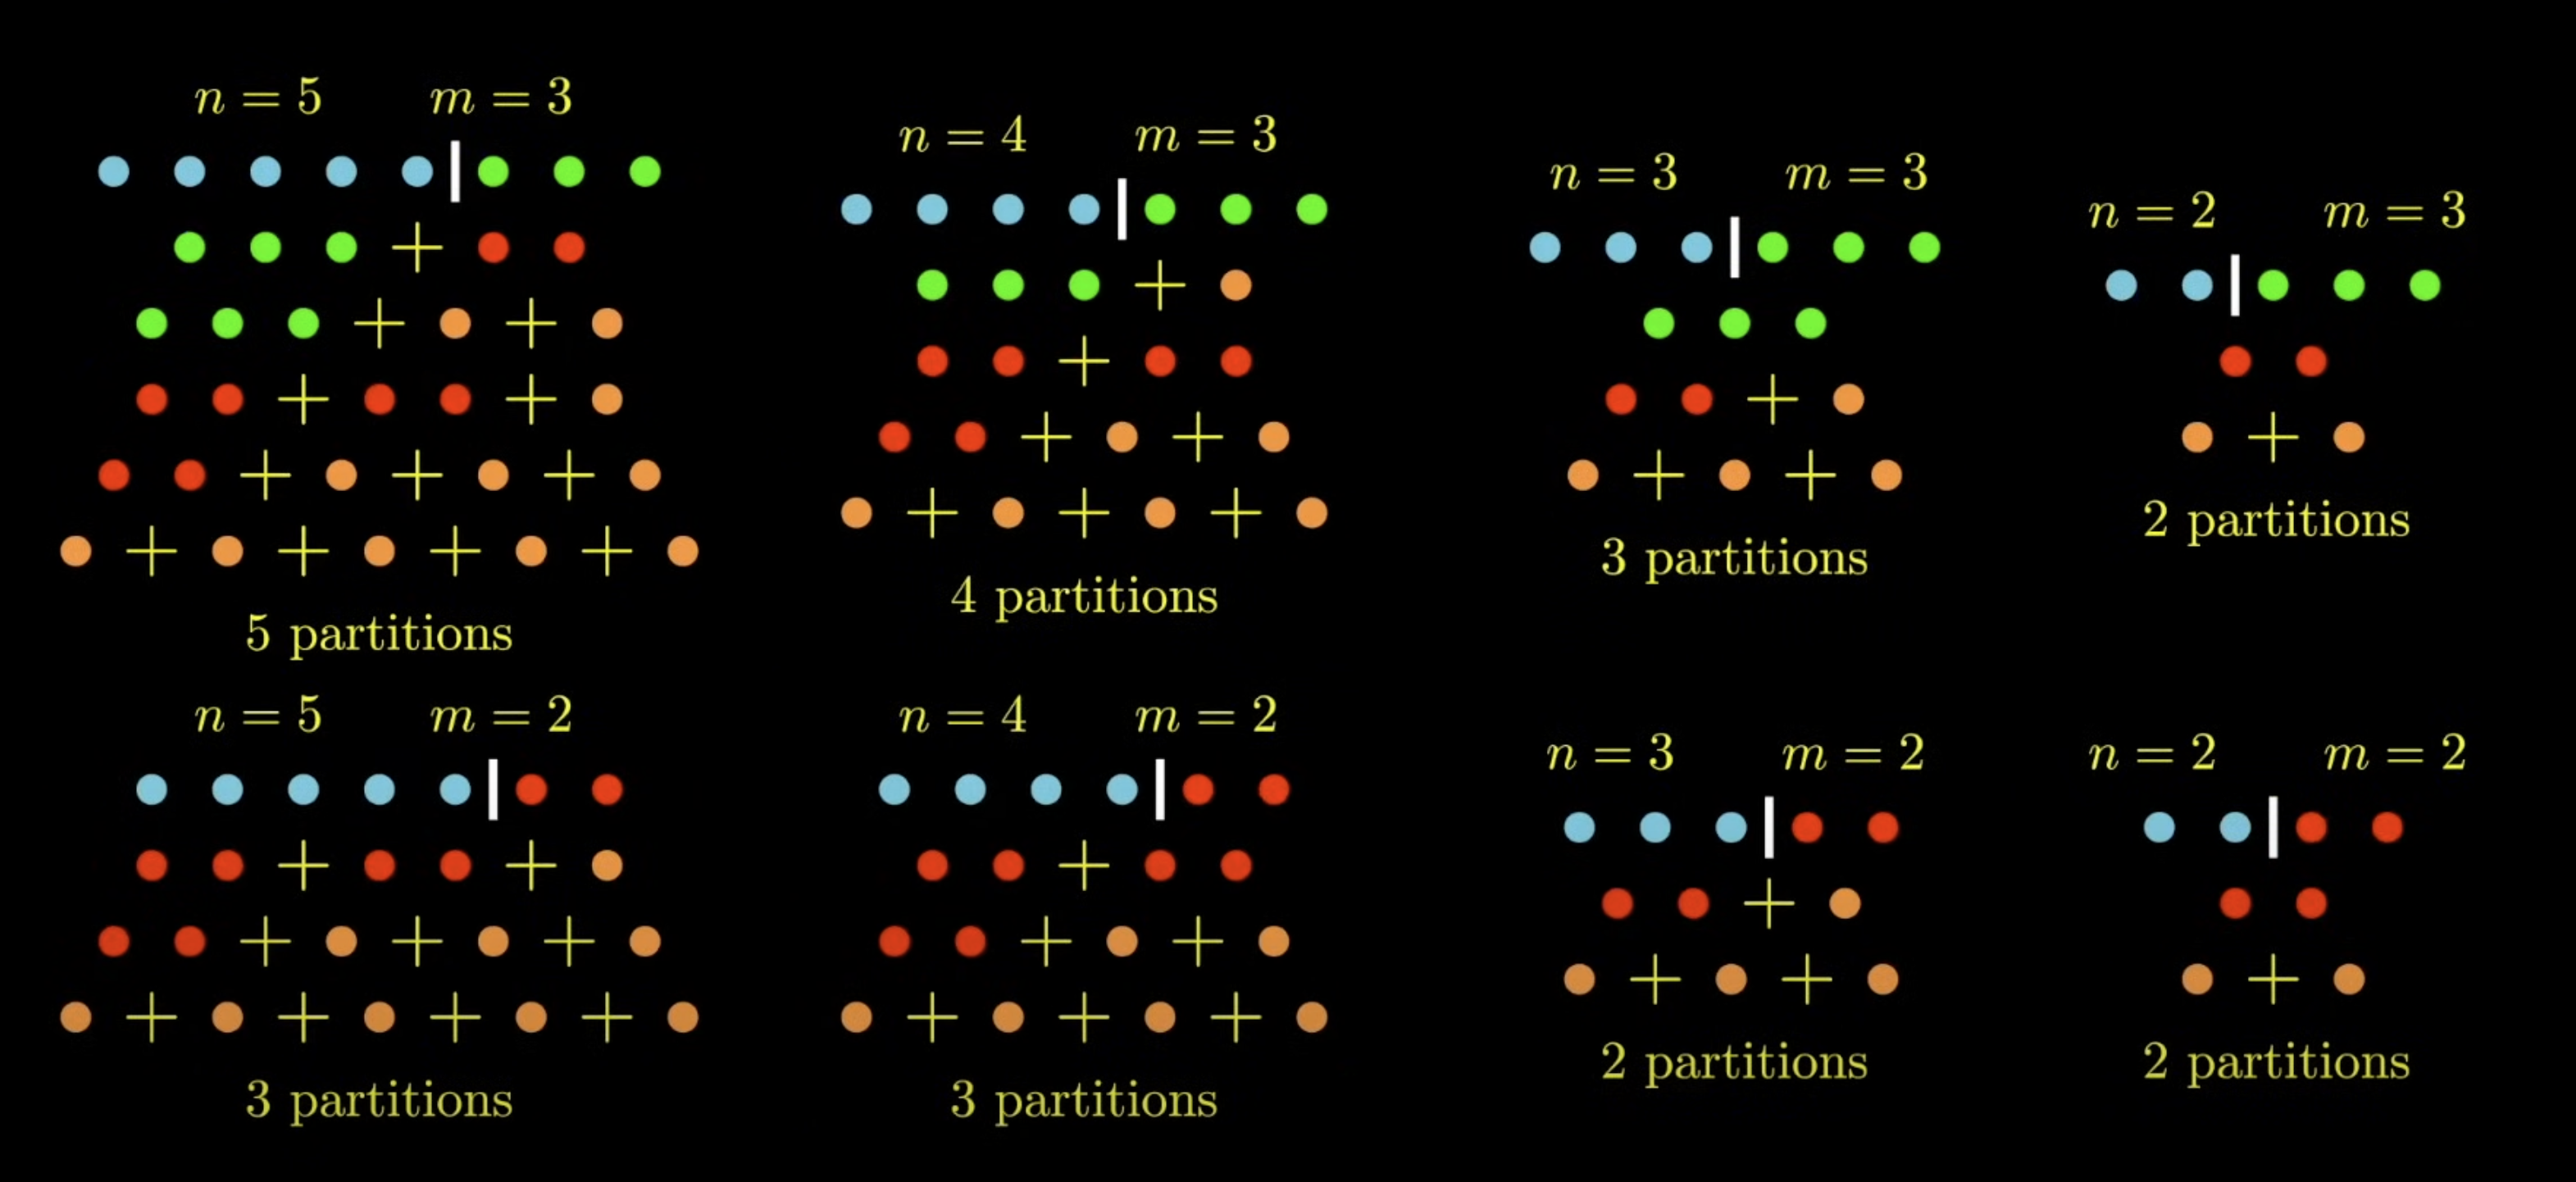 n = 5 m = 3
5 partitions
n = 4 m = 3
4 partitions
n = 3 m = 3
3 partitions
n = 2 m = 3
2 partitions
n = 5 m = 2
3 partitions
n = 4 m = 2
3 partitions
n = 3 m = 2
2 partitions
n = 2 m = 2
2 partitions